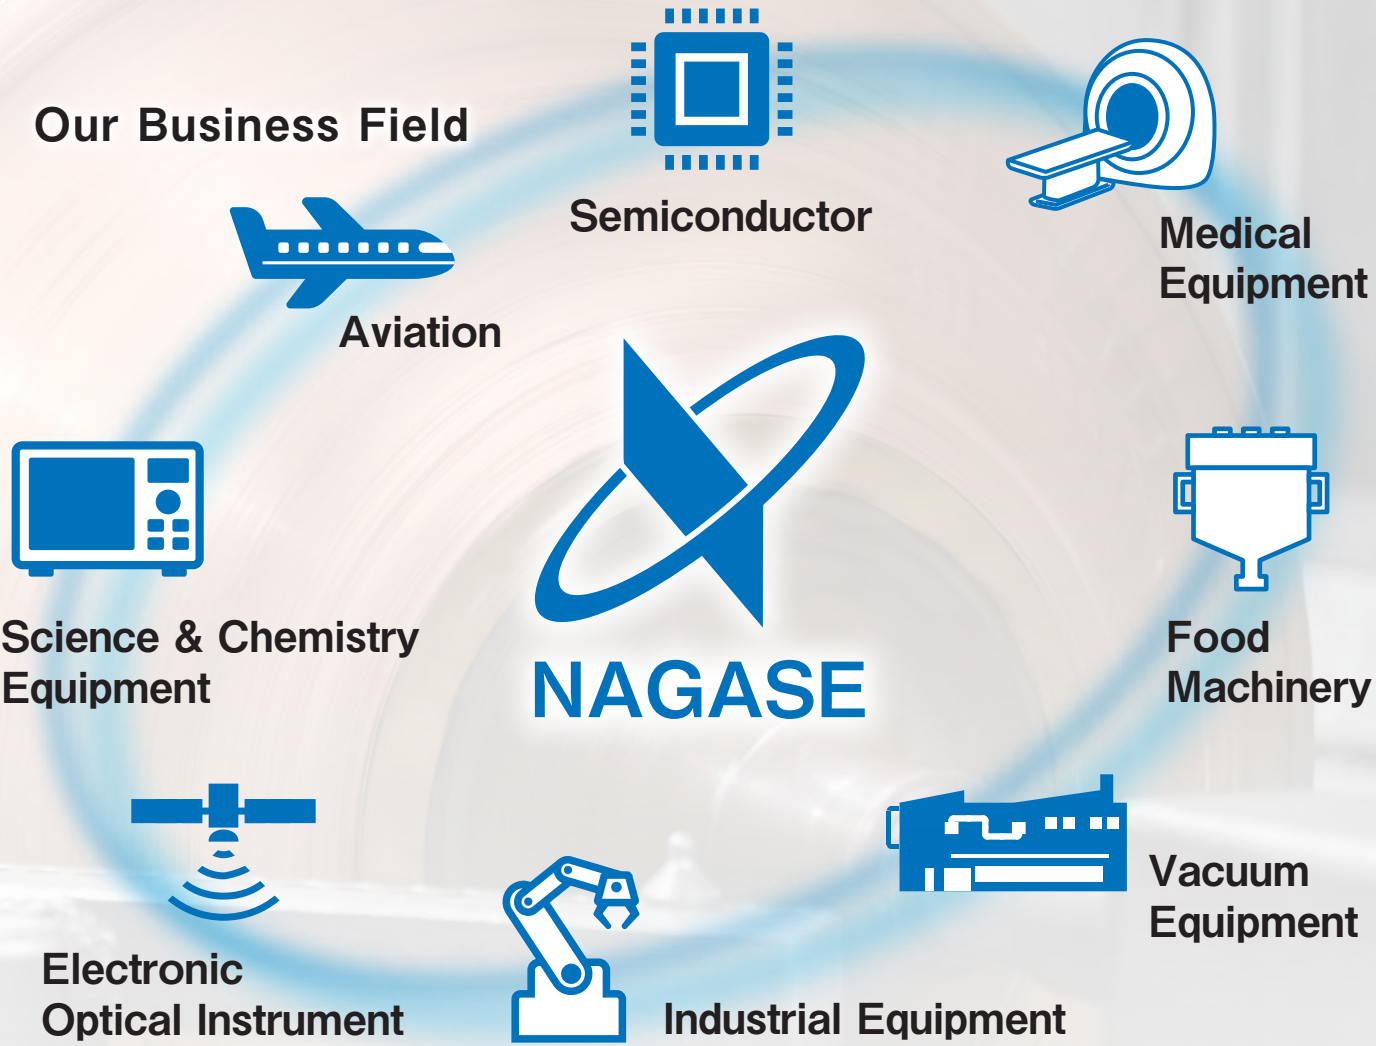 Our Business Field
Semiconductor
Medical
Equipment
Aviation
Science & Chemistry
Equipment
NAGASE
Food
Machinery
Vacuum
Equipment
Electronic
Optical Instrument
Industrial Equipment